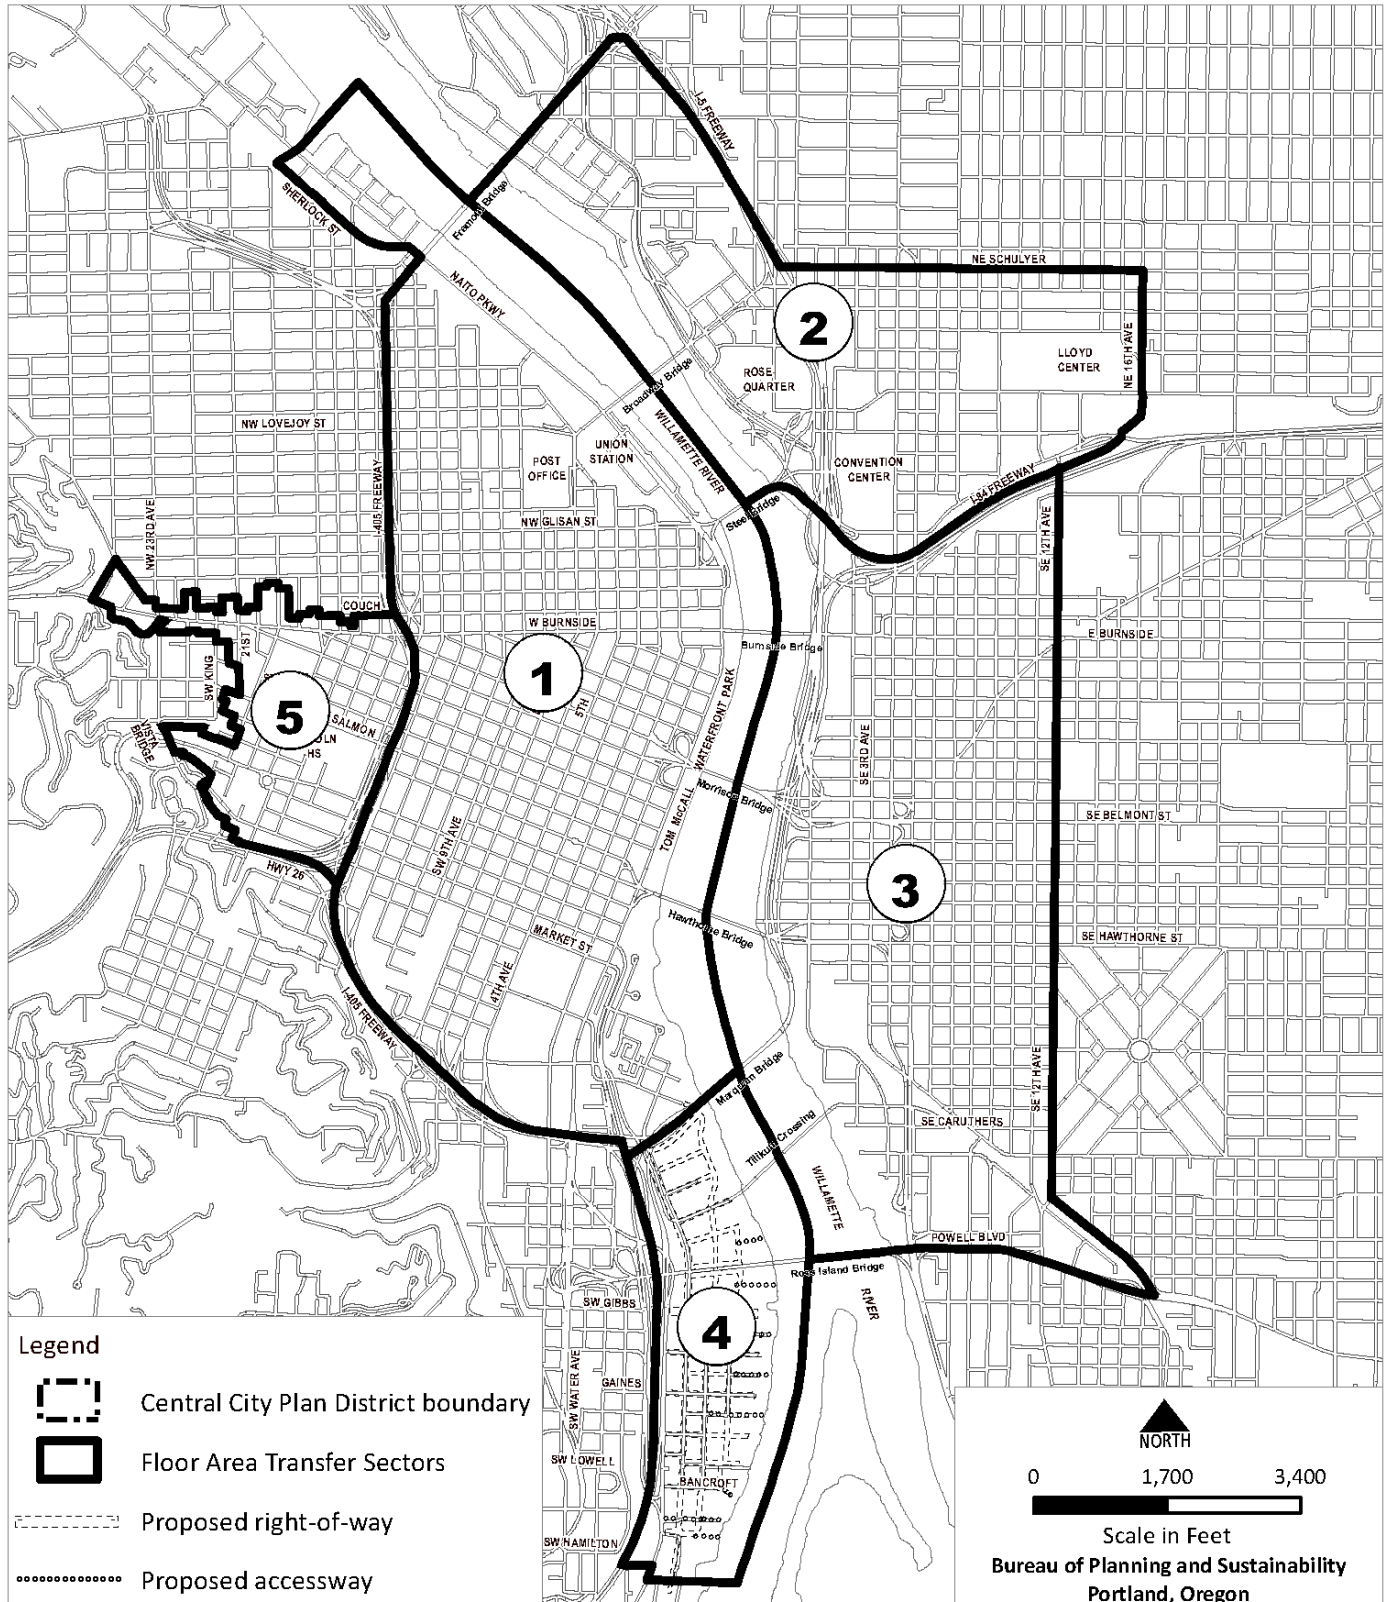 I-5 FREEWAY
SHERLOCK ST
Fremont Bridge
NE SCHULYER
NAITO PKWY
2
LLOYD
CENTER
NE 16TH AVE
ROSE
QUARTER
Broadway Bridge
WILLAMETTE RIVER
NW LOVEJOY ST
UNION
STATION
POST
OFFICE
CONVENTION
CENTER
I-405 FREEWAY
I-84 FREEWAY
NW 23RD AVE
NW GLISAN ST
Steel Bridge
SE 12TH AVE
COUCH
W BURNSIDE
E BURNSIDE
21ST
Burnside Bridge
SW KING
1
5
5TH
SALMON
OLN
HS
VISTA
BRIDGE
TOM McCALL WATERFRONT PARK
SE 3RD AVE
Morrison Bridge
SE BELMONT ST
SW 9TH AVE
HWY 26
3
Hawthorne Bridge
MARKET ST
SE HAWTHORNE ST
4TH AVE
I-405 FREEWAY
Marquam Bridge
SE 12TH AVE
Tilikum Crossing
SE CARUTHERS
WILLAMETTE
RIVER
POWELL BLVD
Ross Island Bridge
SW GIBBS
4
GAINES
SW WATER AVE
SW LOWELL
BANCROFT
SW HAMILTON
Legend
Central City Plan District boundary
Floor Area Transfer Sectors
Proposed right-of-way
Proposed accessway
NORTH
0 1,700 3,400
Scale in Feet
Bureau of Planning and Sustainability
Portland, Oregon